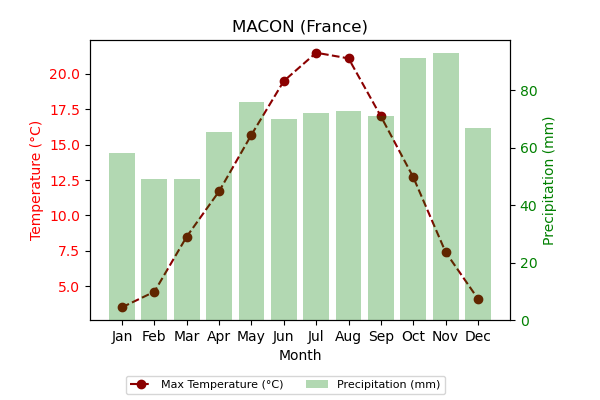 MACON (France)
Temperature (°C)
20.0
17.5
15.0
12.5
10.0
7.5
5.0
80
60
40
20
0
Precipitation (mm)
Jan Feb Mar Apr May Jun Jul Aug Sep Oct Nov Dec
Month
Max Temperature (°C) Precipitation (mm)